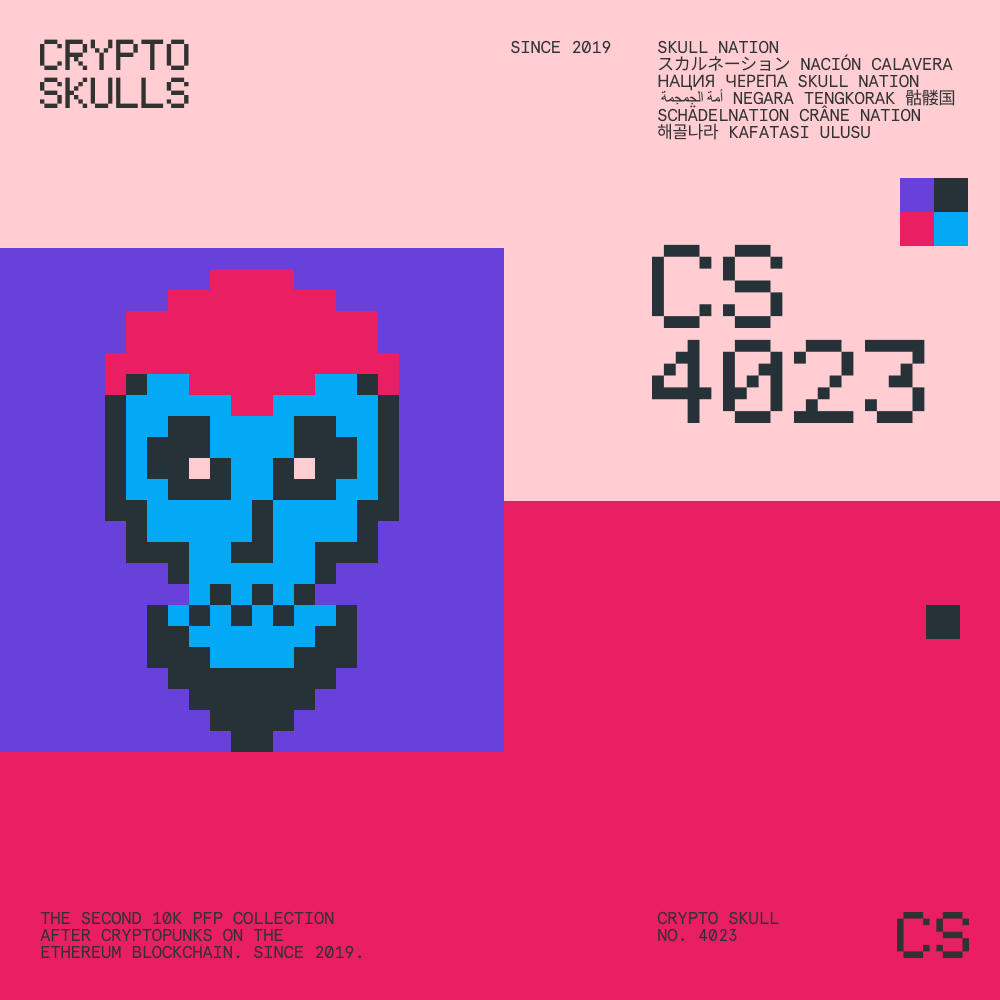 CRYPTO
SKULLS
SINCE 2019
SKULL NATION
スカルネーション NACIÓN CALAVERA
НАЦИЯ ЧЕРЕПА SKULL NATION
أمة الجمجمة NEGARA TENGKORAK 骷髅国
SCHÄDELNATION CRÂNE NATION
해골나라 KAFATASI ULUSU
CS
4023
THE SECOND 10K PFP COLLECTION
AFTER CRYPTOPUNKS ON THE
ETHEREUM BLOCKCHAIN. SINCE 2019.
CRYPTO SKULL
NO. 4023
CS